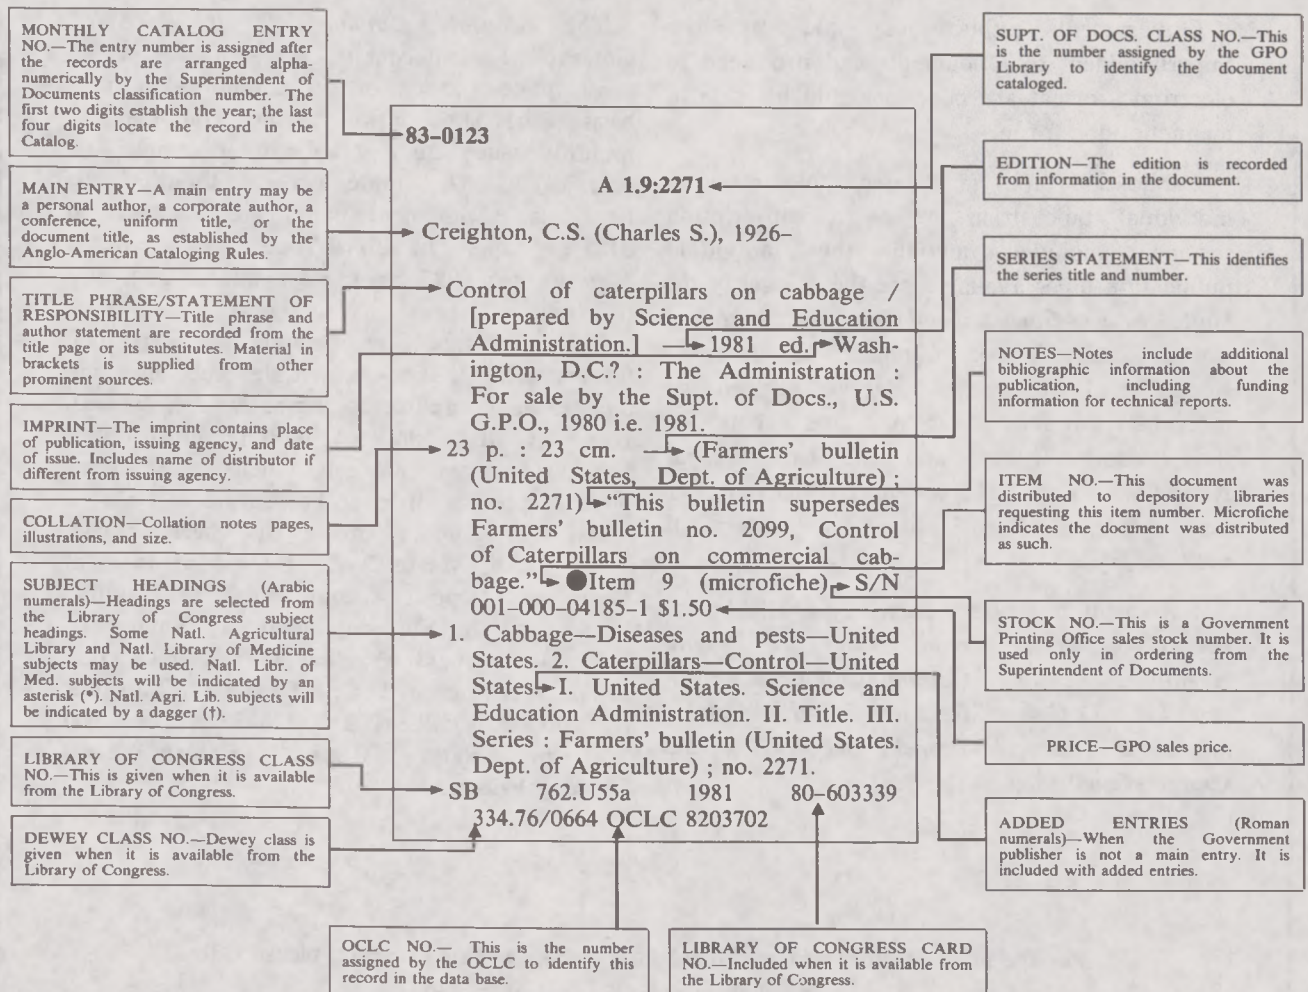 MONTHLY CATALOG ENTRY
NO.—The entry number is assigned after
the records are arranged alpha-
numerically by the Superintendent of
Documents classification number. The
first two digits establish the year; the last
four digits locate the record in the
Catalog.
MAIN ENTRY—A main entry may be
a personal author, a corporate author, a
conference, uniform title, or the
document title, as established by the
Anglo-American Cataloging Rules.
TITLE PHRASE/STATEMENT OF
RESPONSIBILITY—Title phrase and
author statement are recorded from the
title page or its substitutes. Material in
brackets is supplied from other
prominent sources.
IMPRINT—The imprint contains place
of publication, issuing agency, and date
of issue. Includes name of distributor if
different from issuing agency.
COLLATION—Collation notes pages,
illustrations, and size.
SUBJECT HEADINGS (Arabic
numerals)—Headings are selected from
the Library of Congress subject
headings. Some Natl. Agricultural
Library and Natl. Library of Medicine
subjects may be used. Natl. Libr. of
Med. subjects will be indicated by an
asterisk (*). Natl. Agri. Lib. subjects will
be indicated by a dagger (†).
LIBRARY OF CONGRESS CLASS
NO.—This is given when it is available
from the Library of Congress.
DEWEY CLASS NO.—Dewey class is
given when it is available from the
Library of Congress.
83–0123
A 1.9:2271
Creighton, C.S. (Charles S.), 1926–
Control of caterpillars on cabbage /
[prepared by Science and Education
Administration.] — 1981 ed. Wash-
ington, D.C.? : The Administration :
For sale by the Supt. of Docs., U.S.
G.P.O., 1980 i.e. 1981.
23 p. : 23 cm. — (Farmers' bulletin
(United States, Dept. of Agriculture) ;
no. 2271) “This bulletin supersedes
Farmers' bulletin no. 2099, Control
of Caterpillars on commercial cab-
bage.” ●Item 9 (microfiche) S/N
001–000–04185–1 $1.50
1. Cabbage—Diseases and pests—United
States. 2. Caterpillars—Control—United
States. I. United States. Science and
Education Administration. II. Title. III.
Series : Farmers' bulletin (United States.
Dept. of Agriculture) ; no. 2271.
SB 762.U55a 1981 80–603339
334.76/0664 OCLC 8203702
SUPT. OF DOCS. CLASS NO.—This
is the number assigned by the GPO
Library to identify the document
cataloged.
EDITION—The edition is recorded
from information in the document.
SERIES STATEMENT—This identifies
the series title and number.
NOTES—Notes include additional
bibliographic information about the
publication, including funding
information for technical reports.
ITEM NO.—This document was
distributed to depository libraries
requesting this item number. Microfiche
indicates the document was distributed
as such.
STOCK NO.—This is a Government
Printing Office sales stock number. It is
used only in ordering from the
Superintendent of Documents.
PRICE—GPO sales price.
ADDED ENTRIES (Roman
numerals)—When the Government
publisher is not a main entry. It is
included with added entries.
OCLC NO.— This is the number
assigned by the OCLC to identify this
record in the data base.
LIBRARY OF CONGRESS CARD
NO.—Included when it is available from
the Library of Congress.